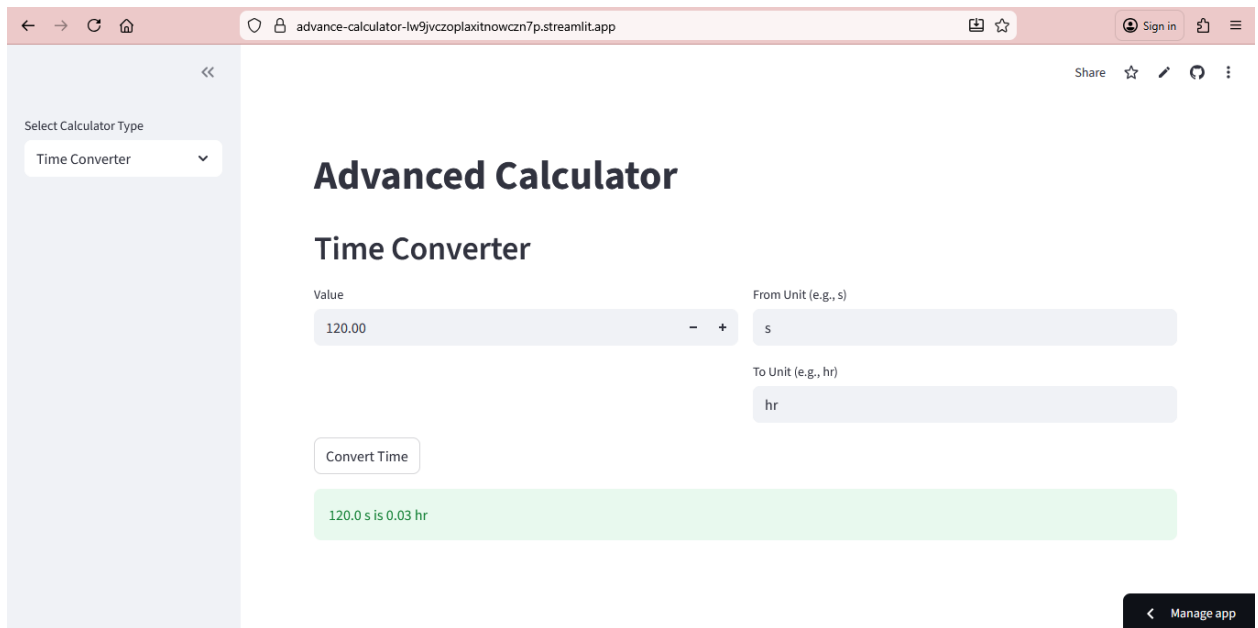 advance-calculator-lw9jvczoplaxitnowczn7p.streamlit.app
Sign in
Share
Select Calculator Type
Time Converter
Advanced Calculator
Time Converter
Value
From Unit (e.g., s)
120.00
s
To Unit (e.g., hr)
hr
Convert Time
120.0 s is 0.03 hr
Manage app